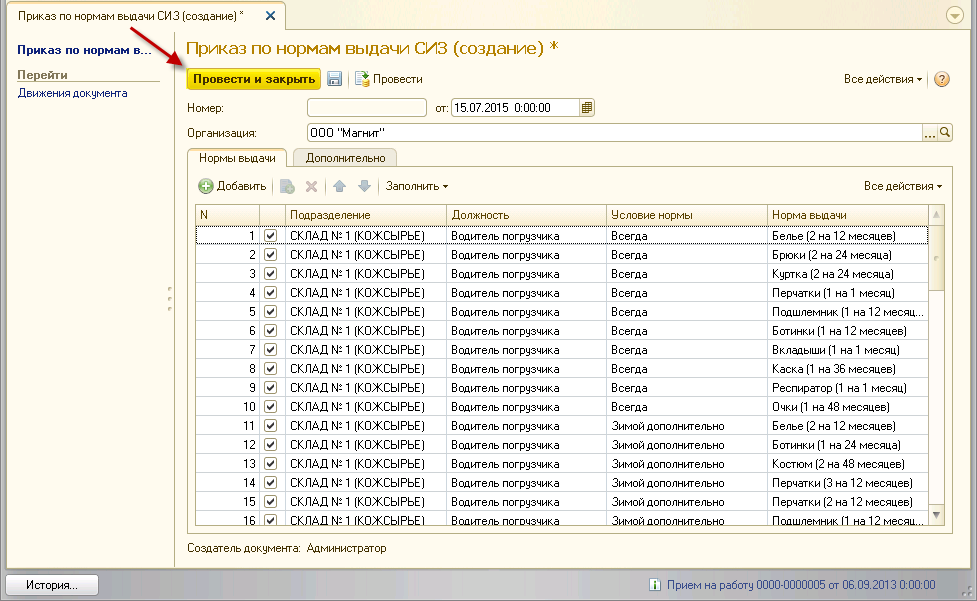 Приказ по нормам выдачи СИЗ (создание) *
Приказ по нормам в...
Перейти
Движения документа
Приказ по нормам выдачи СИЗ (создание) *
Провести и закрыть Провести Все действия
Номер: от: 15.07.2015 0:00:00
Организация: ООО "Магнит" ...
Нормы выдачи Дополнительно
Добавить Заполнить Все действия
N Подразделение Должность Условие нормы Норма выдачи
1 СКЛАД № 1 (КОЖСЫРЬЕ) Водитель погрузчика Всегда Белье (2 на 12 месяцев)
2 СКЛАД № 1 (КОЖСЫРЬЕ) Водитель погрузчика Всегда Брюки (2 на 24 месяца)
3 СКЛАД № 1 (КОЖСЫРЬЕ) Водитель погрузчика Всегда Куртка (2 на 24 месяца)
4 СКЛАД № 1 (КОЖСЫРЬЕ) Водитель погрузчика Всегда Перчатки (1 на 1 месяц)
5 СКЛАД № 1 (КОЖСЫРЬЕ) Водитель погрузчика Всегда Подшлемник (1 на 12 месяц...
6 СКЛАД № 1 (КОЖСЫРЬЕ) Водитель погрузчика Всегда Ботинки (1 на 12 месяцев)
7 СКЛАД № 1 (КОЖСЫРЬЕ) Водитель погрузчика Всегда Вкладыши (1 на 1 месяц)
8 СКЛАД № 1 (КОЖСЫРЬЕ) Водитель погрузчика Всегда Каска (1 на 36 месяцев)
9 СКЛАД № 1 (КОЖСЫРЬЕ) Водитель погрузчика Всегда Респиратор (1 на 1 месяц)
10 СКЛАД № 1 (КОЖСЫРЬЕ) Водитель погрузчика Всегда Очки (1 на 48 месяцев)
11 СКЛАД № 1 (КОЖСЫРЬЕ) Водитель погрузчика Зимой дополнительно Белье (2 на 12 месяцев)
12 СКЛАД № 1 (КОЖСЫРЬЕ) Водитель погрузчика Зимой дополнительно Ботинки (1 на 24 месяца)
13 СКЛАД № 1 (КОЖСЫРЬЕ) Водитель погрузчика Зимой дополнительно Костюм (2 на 48 месяцев)
14 СКЛАД № 1 (КОЖСЫРЬЕ) Водитель погрузчика Зимой дополнительно Перчатки (3 на 12 месяцев)
15 СКЛАД № 1 (КОЖСЫРЬЕ) Водитель погрузчика Зимой дополнительно Перчатки (2 на 12 месяцев)
16 СКЛАД № 1 (КОЖСЫРЬЕ) Водитель погрузчика Зимой дополнительно Подшлемник (1 на 12 месяц...
Создатель документа: Администратор
История... Прием на работу 0000-0000005 от 06.09.2013 0:00:00